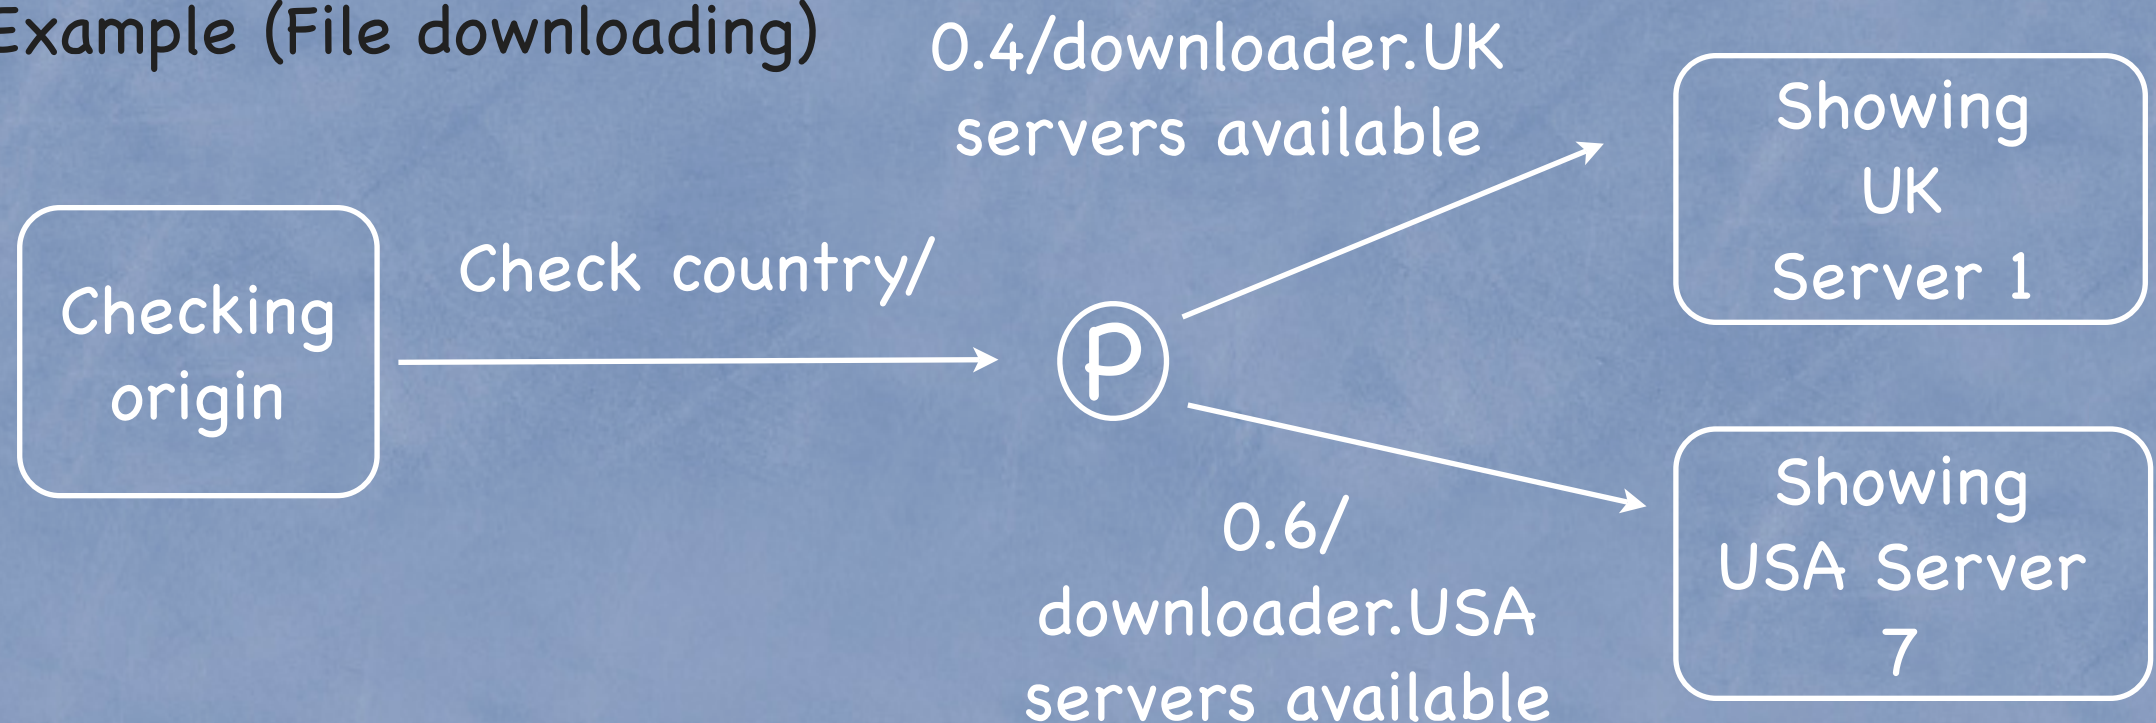 Example (File downloading)
0.4/downloader.UK
servers available
Showing
UK
Server 1
Checking
origin
Check country/
P
0.6/
downloader.USA
servers available
Showing
USA Server
7